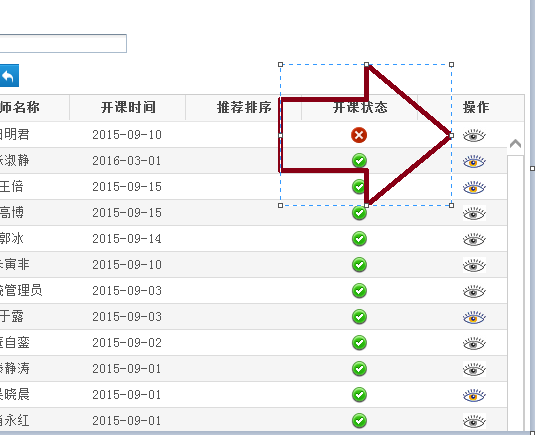 师名称 开课时间 推荐排序 开课状态 操作
明君 2015-09-10
淑静 2016-03-01
王倍 2015-09-15
高博 2015-09-15
郭冰 2015-09-14
寅非 2015-09-10
管理员 2015-09-03
于露 2015-09-03
自銮 2015-09-02
静涛 2015-09-01
晓晨 2015-09-01
永红 2015-09-01